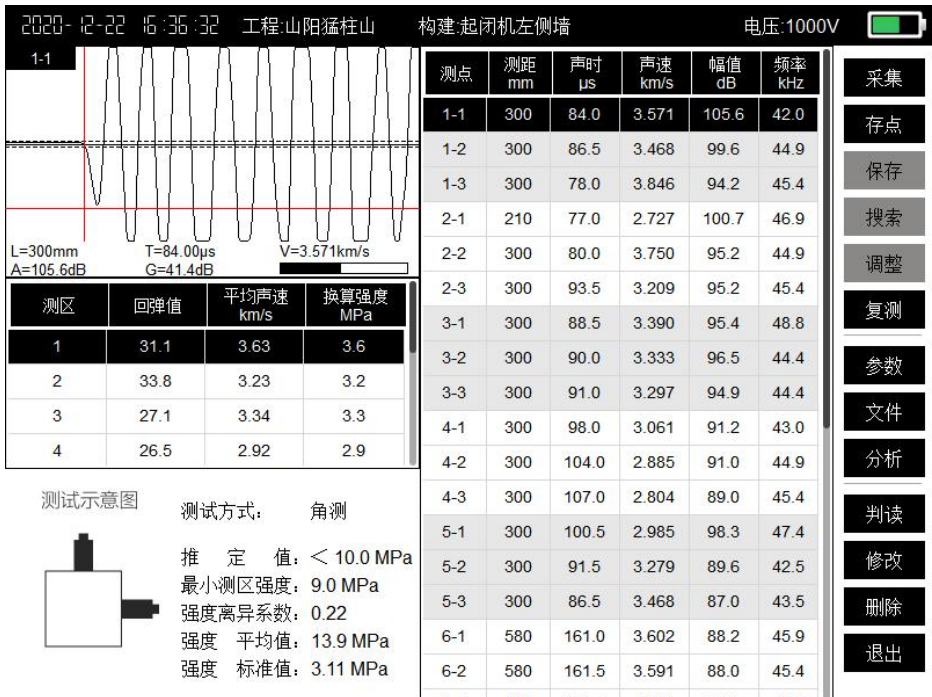 2020-12-22 16:36:32 工程:山阳猛柱山 构建:起闭机左侧墙 电压:1000V
1-1
L=300mm T=84.00µs V=3.571km/s
A=105.6dB G=41.4dB
测区 回弹值 平均声速 km/s 换算强度 MPa
1 31.1 3.63 3.6
2 33.8 3.23 3.2
3 27.1 3.34 3.3
4 26.5 2.92 2.9
测试示意图
测试方式: 角测
推 定 值: < 10.0 MPa
最小测区强度: 9.0 MPa
强度离异系数: 0.22
强度 平均值: 13.9 MPa
强度 标准值: 3.11 MPa
测点 测距 mm 声时 µs 声速 km/s 幅值 dB 频率 kHz
1-1 300 84.0 3.571 105.6 42.0
1-2 300 86.5 3.468 99.6 44.9
1-3 300 78.0 3.846 94.2 45.4
2-1 210 77.0 2.727 100.7 46.9
2-2 300 80.0 3.750 95.2 44.9
2-3 300 93.5 3.209 95.2 45.4
3-1 300 88.5 3.390 95.4 48.8
3-2 300 90.0 3.333 96.5 44.4
3-3 300 91.0 3.297 94.9 44.4
4-1 300 98.0 3.061 91.2 43.0
4-2 300 104.0 2.885 91.0 44.9
4-3 300 107.0 2.804 89.0 45.4
5-1 300 100.5 2.985 98.3 47.4
5-2 300 91.5 3.279 89.6 42.5
5-3 300 86.5 3.468 87.0 43.5
6-1 580 161.0 3.602 88.2 45.9
6-2 580 161.5 3.591 88.0 45.4
采集
存点
保存
搜索
调整
复测
参数
文件
分析
判读
修改
删除
退出